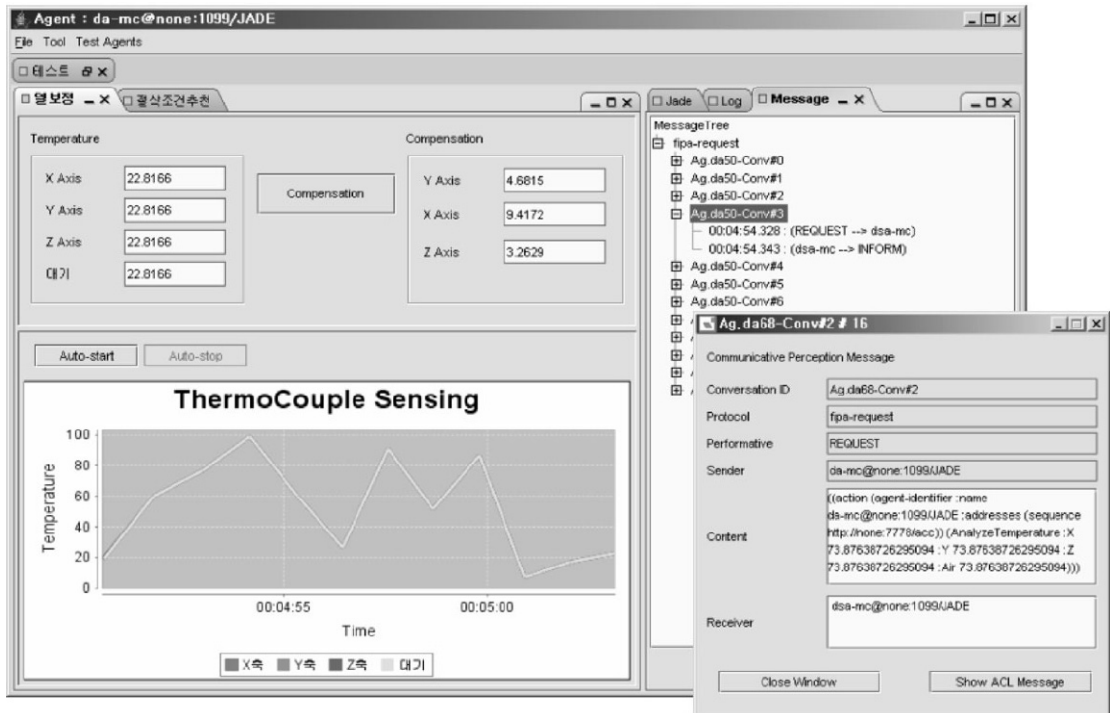 Agent : da-mc@none:1099/JADE
File Tool Test Agents
테스트
열보정
절삭조건추천
Temperature
X Axis 22.8166
Y Axis 22.8166
Z Axis 22.8166
대기 22.8166
Compensation
Compensation
Y Axis 4.6815
X Axis 9.4172
Z Axis 3.2629
Auto-start Auto-stop
ThermoCouple Sensing
Temperature
100
80
60
40
20
0
00:04:55 00:05:00
Time
X축 Y축 Z축 대기
Jade Log Message
MessageTree
fipa-request
Ag.da50-Conv#0
Ag.da50-Conv#1
Ag.da50-Conv#2
Ag.da50-Conv#3
00:04:54.328 : (REQUEST --> dsa-mc)
00:04:54.343 : (dsa-mc --> INFORM)
Ag.da50-Conv#4
Ag.da50-Conv#5
Ag.da50-Conv#6
Ag.da68-Conv#2 # 16
Communicative Perception Message
Conversation ID Ag.da68-Conv#2
Protocol fipa-request
Performative REQUEST
Sender da-mc@none:1099/JADE
Content
((action (agent-identifier :name
da-mc@none:1099/JADE :addresses (sequence
http://none:7778/acc)) (AnalyzeTemperature :X
73.87638726295094 :Y 73.87638726295094 :Z
73.87638726295094 :Air 73.87638726295094)))
Receiver dsa-mc@none:1099/JADE
Close Window Show ACL Message